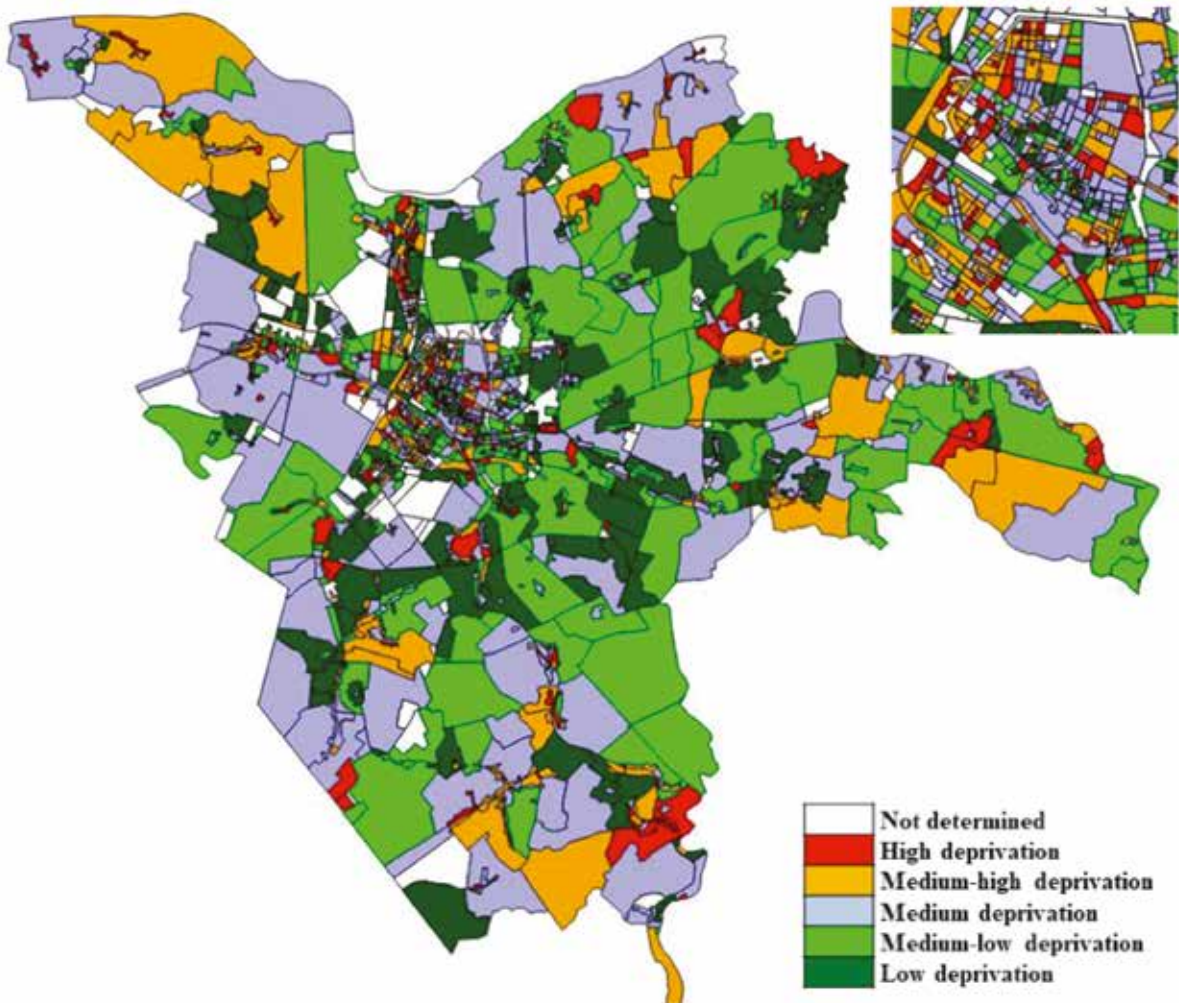 Not determined
High deprivation
Medium-high deprivation
Medium deprivation
Medium-low deprivation
Low deprivation